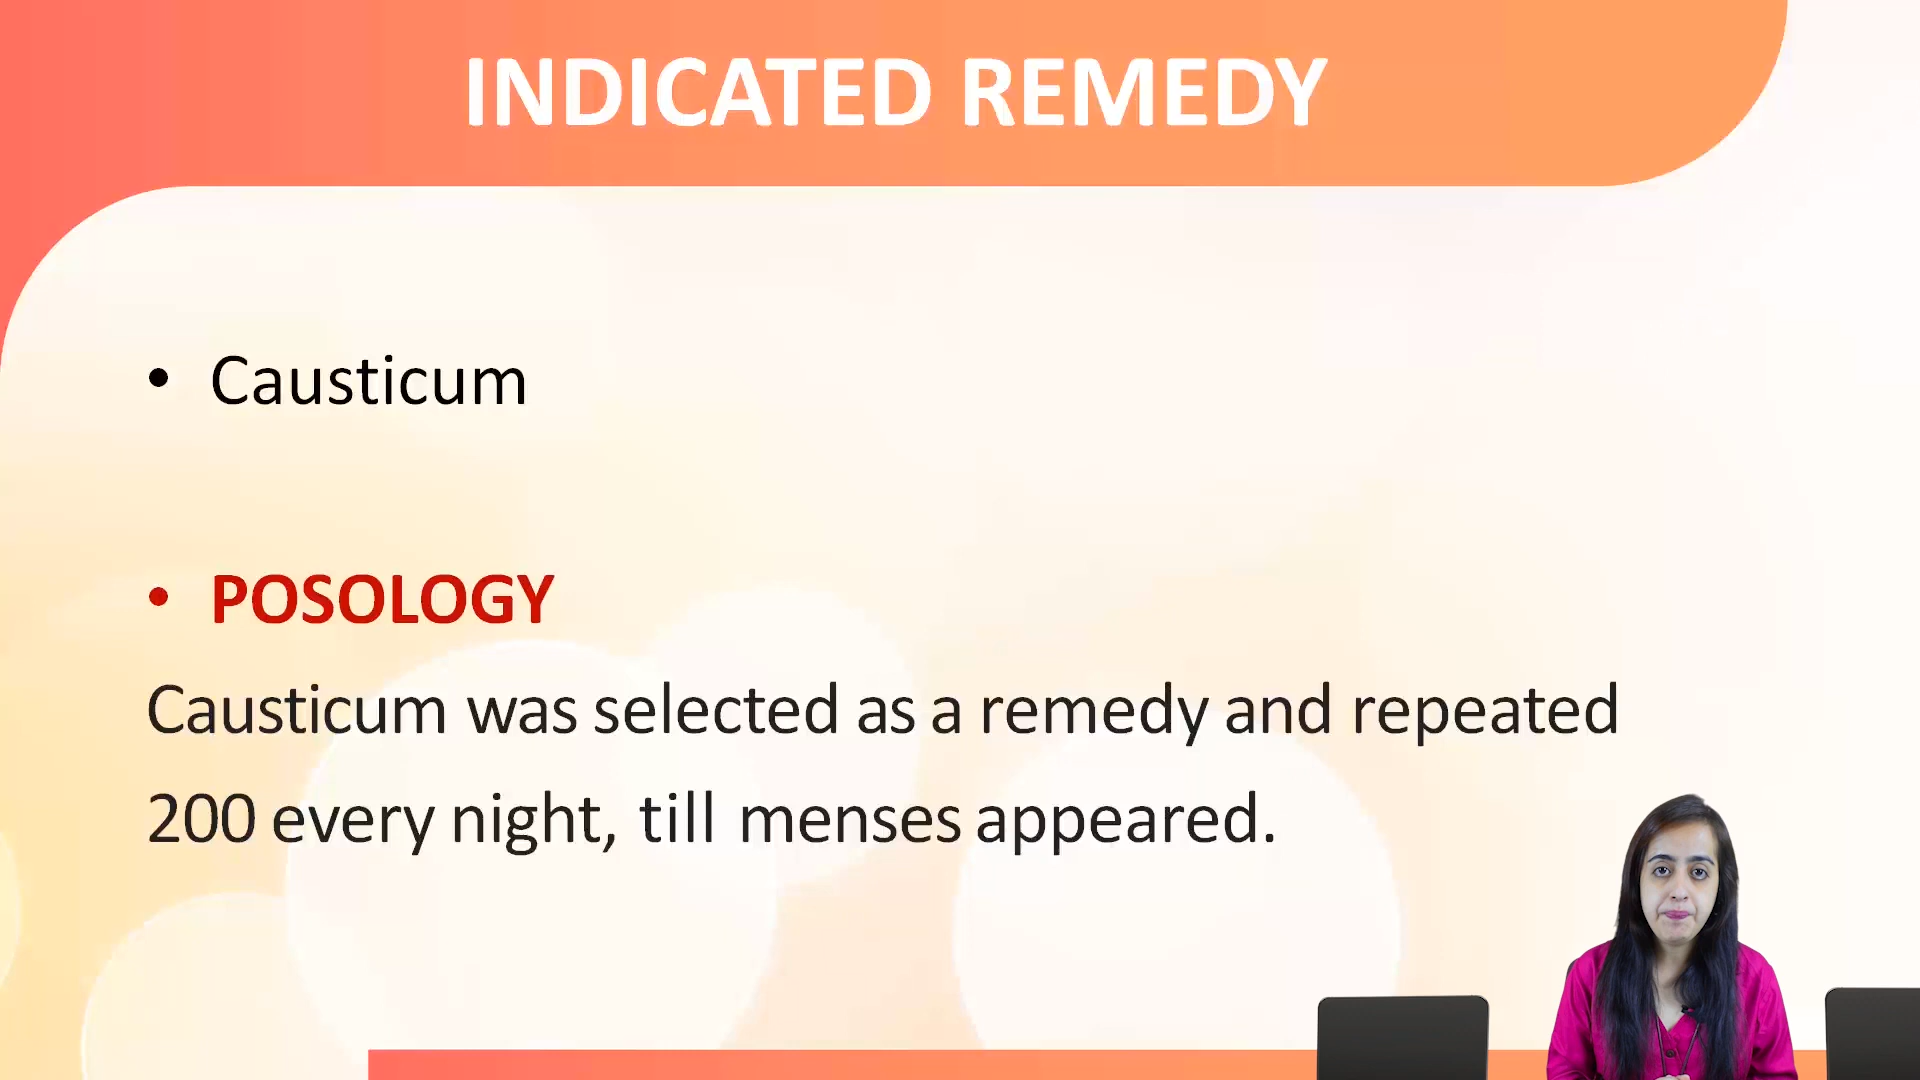 INDICATED REMEDY
• Causticum
• POSOLOGY
Causticum was selected as a remedy and repeated
200 every night, till menses appeared.